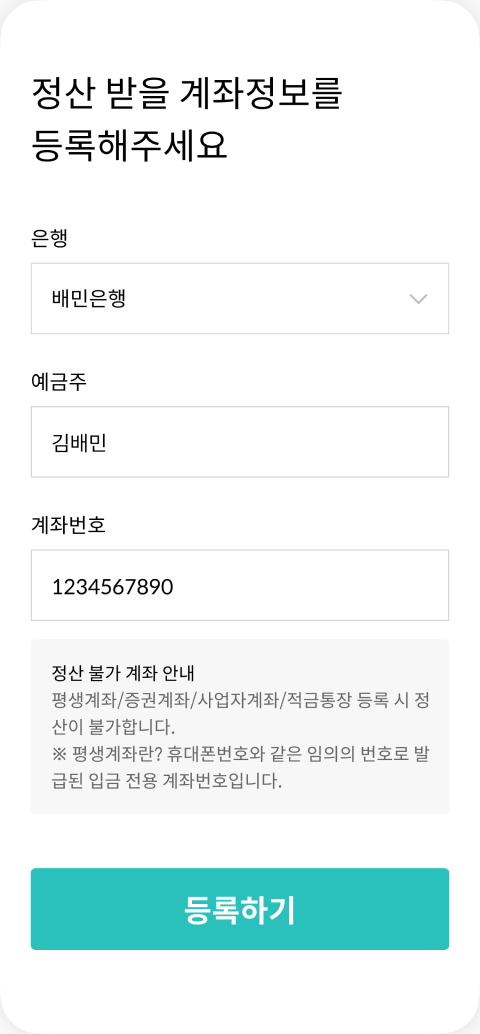 정산 받을 계좌정보를
등록해주세요
은행
배민은행
예금주
김배민
계좌번호
1234567890
정산 불가 계좌 안내
평생계좌/증권계좌/사업자계좌/적금통장 등록 시 정
산이 불가합니다.
※ 평생계좌란? 휴대폰번호와 같은 임의의 번호로 발
급된 입금 전용 계좌번호입니다.
등록하기